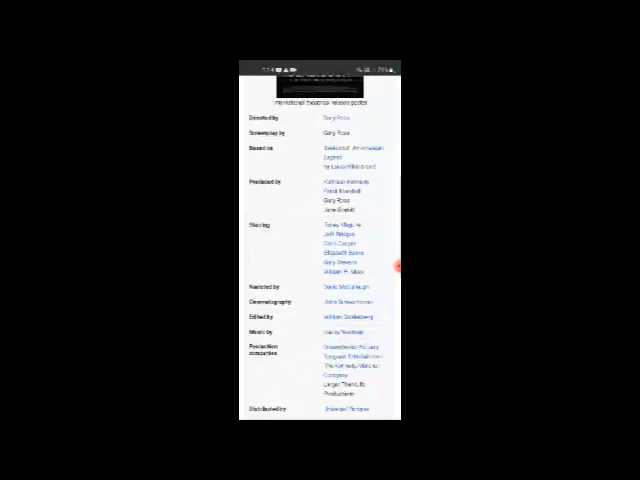 international theatrical release poster
Directed by Gary Ross
Screenplay by Gary Ross
Based on Seabiscuit: An American
Legend
by Laura Hillenbrand
Produced by Kathleen Kennedy
Frank Marshall
Gary Ross
Jane Sindell
Starring Tobey Maguire
Jeff Bridges
Chris Cooper
Elizabeth Banks
Gary Stevens
William H. Macy
Narrated by David McCullough
Cinematography John Schwartzman
Edited by William Goldenberg
Music by Randy Newman
Production
companies
DreamWorks Pictures
Spyglass Entertainment
The Kennedy/Marshall
Company
Larger Than Life
Productions
Distributed by Universal Pictures